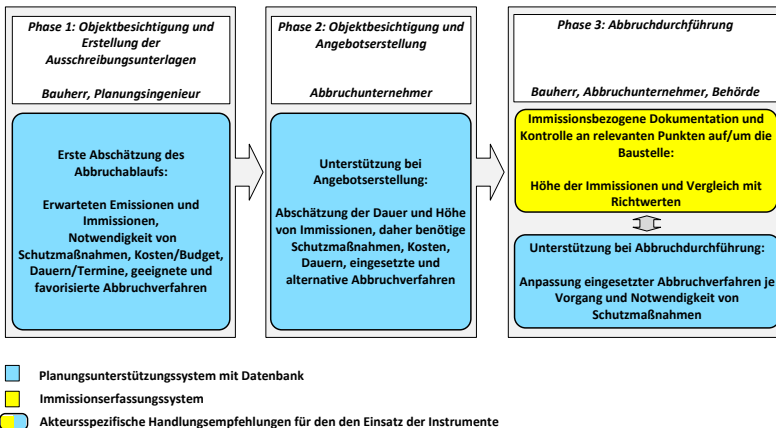 Phase 1: Objektbesichtigung und
Erstellung der
Ausschreibungsunterlagen
Bauherr, Planungsingenieur
Erste Abschätzung des
Abbruchablaufs:
Erwarteten Emissionen und
Immissionen,
Notwendigkeit von
Schutzmaßnahmen, Kosten/Budget,
Dauern/Termine, geeignete und
favorisierte Abbruchverfahren
Phase 2: Objektbesichtigung und
Angebotserstellung
Abbruchunternehmer
Unterstützung bei
Angebotserstellung:
Abschätzung der Dauer und Höhe
von Immissionen, daher benötige
Schutzmaßnahmen, Kosten,
Dauern, eingesetzte und
alternative Abbruchverfahren
Phase 3: Abbruchdurchführung
Bauherr, Abbruchunternehmer, Behörde
Immissionsbezogene Dokumentation und
Kontrolle an relevanten Punkten auf/um die
Baustelle:
Höhe der Immissionen und Vergleich mit
Richtwerten
Unterstützung bei Abbruchdurchführung:
Anpassung eingesetzter Abbruchverfahren je
Vorgang und Notwendigkeit von
Schutzmaßnahmen
Planungsunterstützungssystem mit Datenbank
Immissionserfassungssystem
Akteursspezifische Handlungsempfehlungen für den den Einsatz der Instrumente